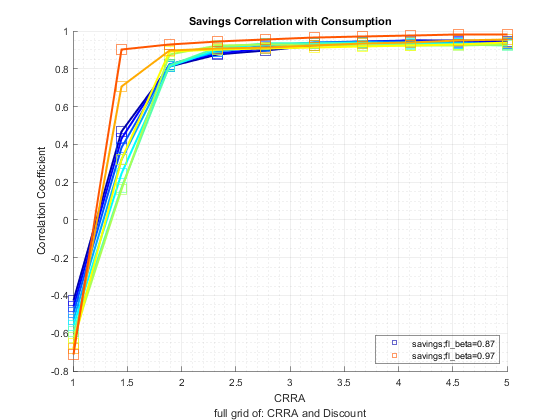 Savings Correlation with Consumption
1
0.8
0.6
0.4
0.2
0
-0.2
-0.4
-0.6
-0.8
Correlation Coefficient
savings;fl_beta=0.87
savings;fl_beta=0.97
1 1.5 2 2.5 3 3.5 4 4.5 5
CRRA
full grid of: CRRA and Discount